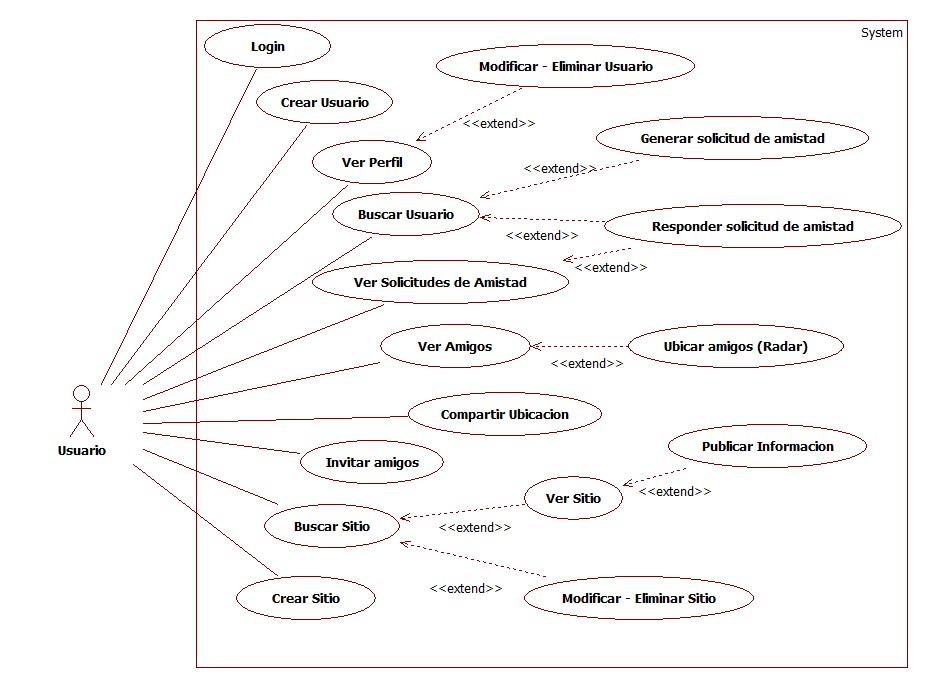 System
Login
Modificar - Eliminar Usuario
Crear Usuario
<<extend>>
Generar solicitud de amistad
Ver Perfil
<<extend>>
Buscar Usuario
Responder solicitud de amistad
<<extend>>
<<extend>>
Ver Solicitudes de Amistad
Ver Amigos
Ubicar amigos (Radar)
<<extend>>
Compartir Ubicacion
Usuario
Publicar Informacion
Invitar amigos
<<extend>>
Ver Sitio
Buscar Sitio
<<extend>>
<<extend>>
Crear Sitio
Modificar - Eliminar Sitio